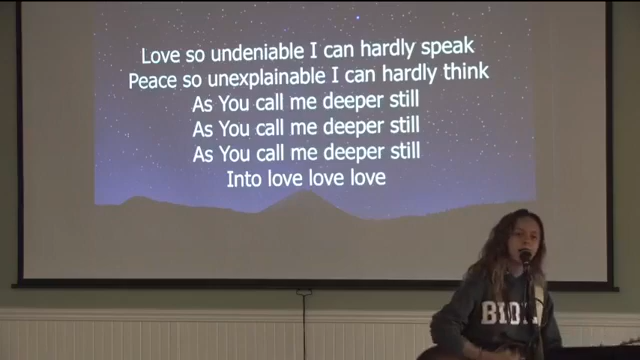 Love so undeniable I can hardly speak
Peace so unexplainable I can hardly think
As You call me deeper still
As You call me deeper still
As You call me deeper still
Into love love love